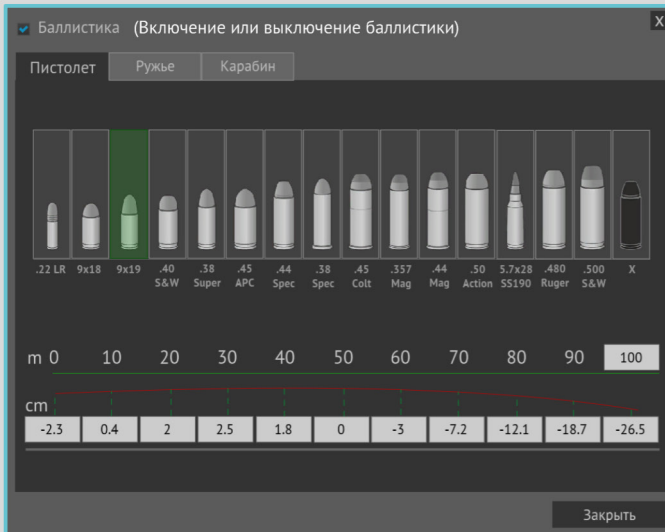 Баллистика (Включение или выключение баллистики) X
Пистолет Ружье Карабин
.22 LR 9x18 9x19 .40 S&W .38 Super .45 APC .44 Spec .38 Spec .45 Colt .357 Mag .44 Mag .50 Action 5.7x28 SS190 .480 Ruger .500 S&W X
m 0 10 20 30 40 50 60 70 80 90 100
cm
-2.3 0.4 2 2.5 1.8 0 -3 -7.2 -12.1 -18.7 -26.5
Закрыть